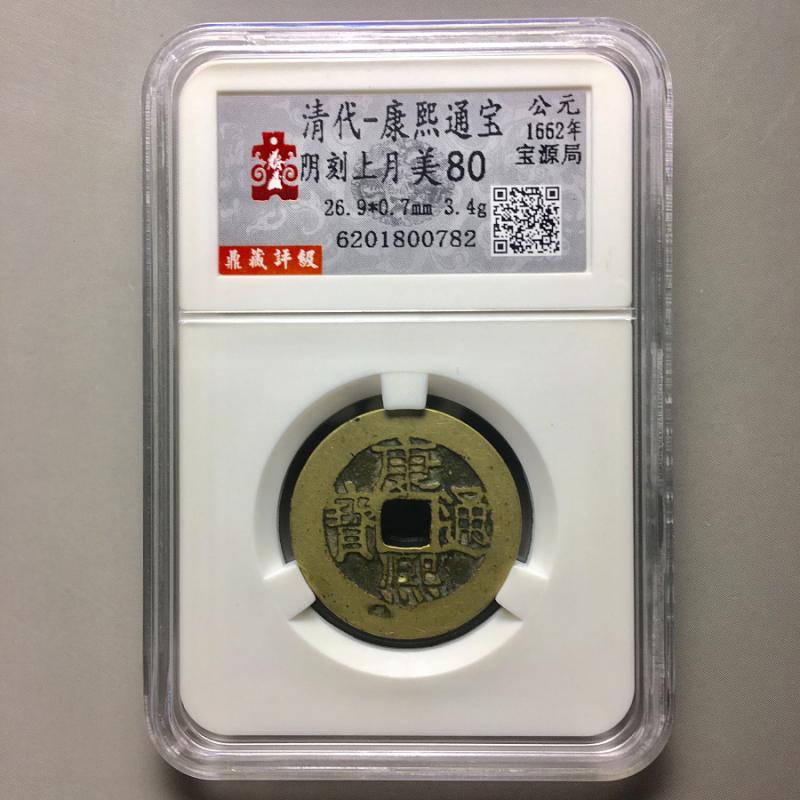 清代-康熙通宝
公元
1662年
宝源局
阴刻上月 美80
26.9*0.7mm 3.4g
6201800782
鼎藏
鼎藏評級
康熙通寶